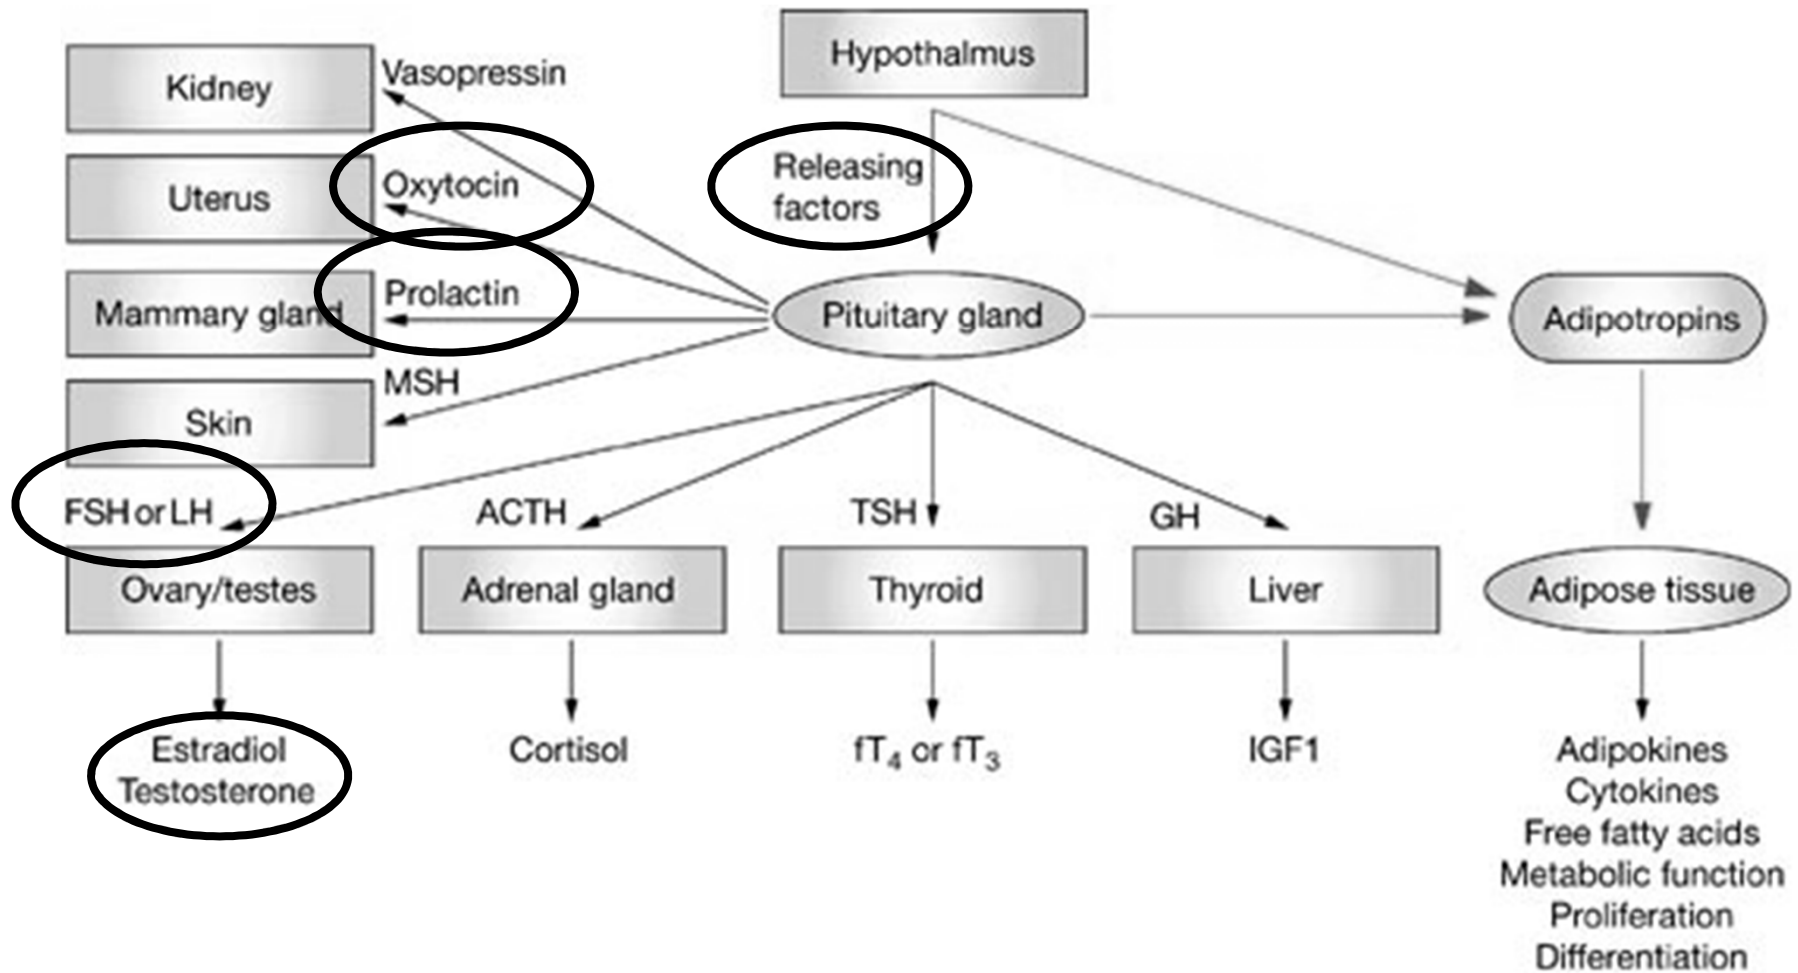 Hypothalmus
Kidney
Vasopressin
Releasing
factors
Uterus
Oxytocin
Mammary gland
Prolactin
Pituitary gland
Adipotropins
Skin
MSH
FSH or LH
ACTH
TSH
GH
Ovary/testes
Adrenal gland
Thyroid
Liver
Adipose tissue
Estradiol
Testosterone
Cortisol
fT4 or fT3
IGF1
Adipokines
Cytokines
Free fatty acids
Metabolic function
Proliferation
Differentiation